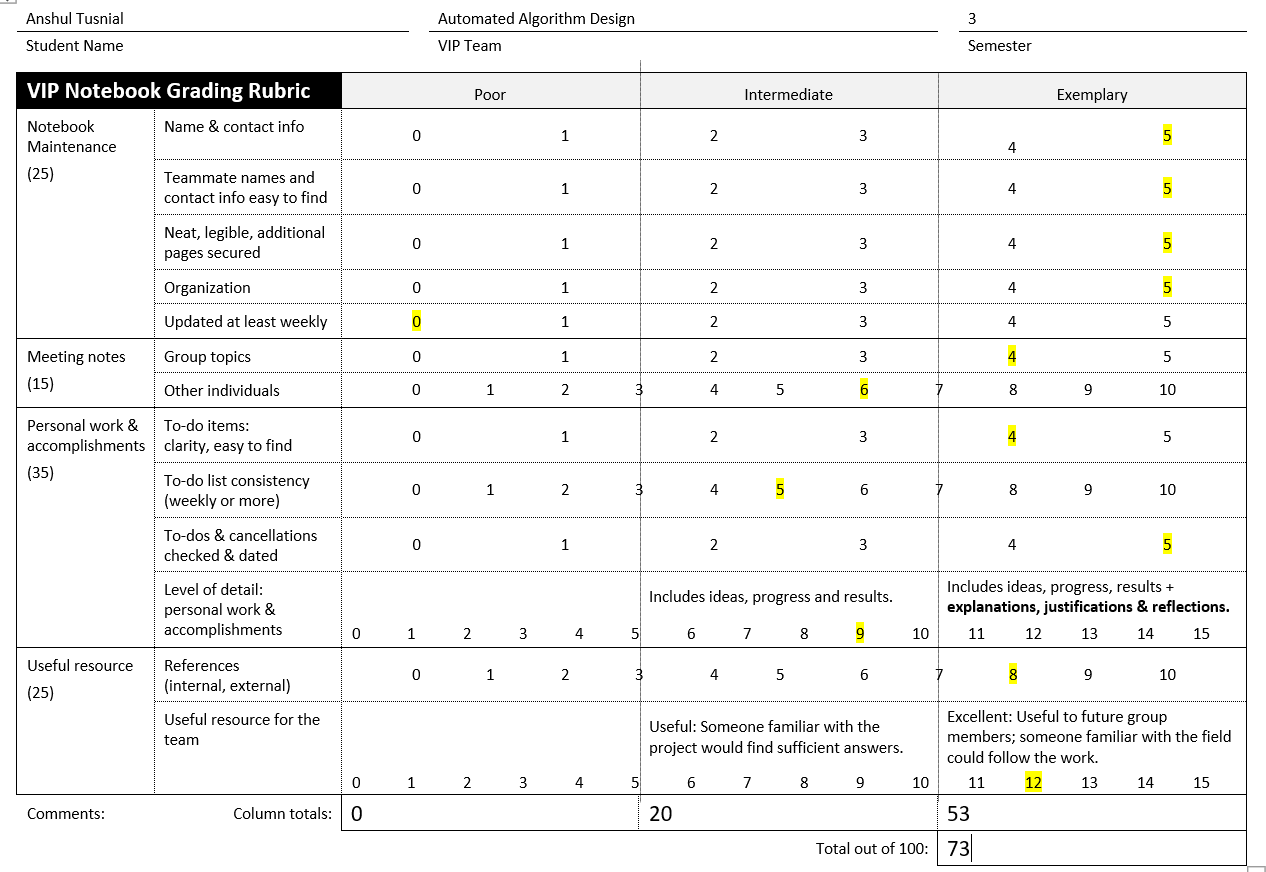 Anshul Tusnial Automated Algorithm Design 3
Student Name VIP Team Semester
VIP Notebook Grading Rubric Poor Intermediate Exemplary
Notebook
Maintenance
(25)
Name & contact info 0 1 2 3 4 5
Teammate names and
contact info easy to find 0 1 2 3 4 5
Neat, legible, additional
pages secured 0 1 2 3 4 5
Organization 0 1 2 3 4 5
Updated at least weekly 0 1 2 3 4 5
Meeting notes
(15)
Group topics 0 1 2 3 4 5
Other individuals 0 1 2 3 4 5 6 7 8 9 10
Personal work &
accomplishments
(35)
To-do items:
clarity, easy to find 0 1 2 3 4 5
To-do list consistency
(weekly or more) 0 1 2 3 4 5 6 7 8 9 10
To-dos & cancellations
checked & dated 0 1 2 3 4 5
Level of detail:
personal work &
accomplishments
Includes ideas, progress and results.
Includes ideas, progress, results +
explanations, justifications & reflections.
0 1 2 3 4 5 6 7 8 9 10 11 12 13 14 15
Useful resource
(25)
References
(internal, external) 0 1 2 3 4 5 6 7 8 9 10
Useful resource for the
team
Useful: Someone familiar with the
project would find sufficient answers.
Excellent: Useful to future group
members; someone familiar with the field
could follow the work.
0 1 2 3 4 5 6 7 8 9 10 11 12 13 14 15
Comments: Column totals: 0 20 53
Total out of 100: 73